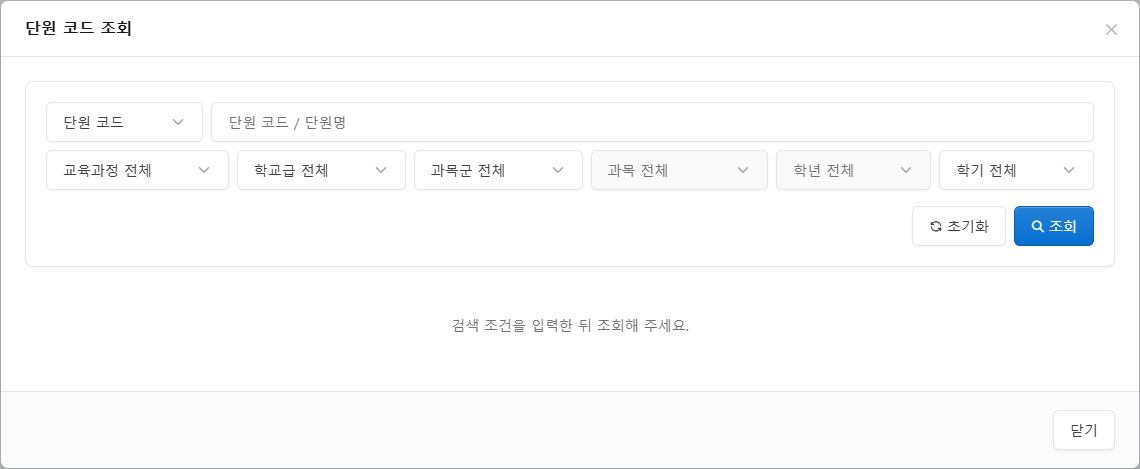 단원 코드 조회
단원 코드 단원 코드 / 단원명
교육과정 전체 학교급 전체 과목군 전체 과목 전체 학년 전체 학기 전체
초기화 조회
검색 조건을 입력한 뒤 조회해 주세요.
닫기